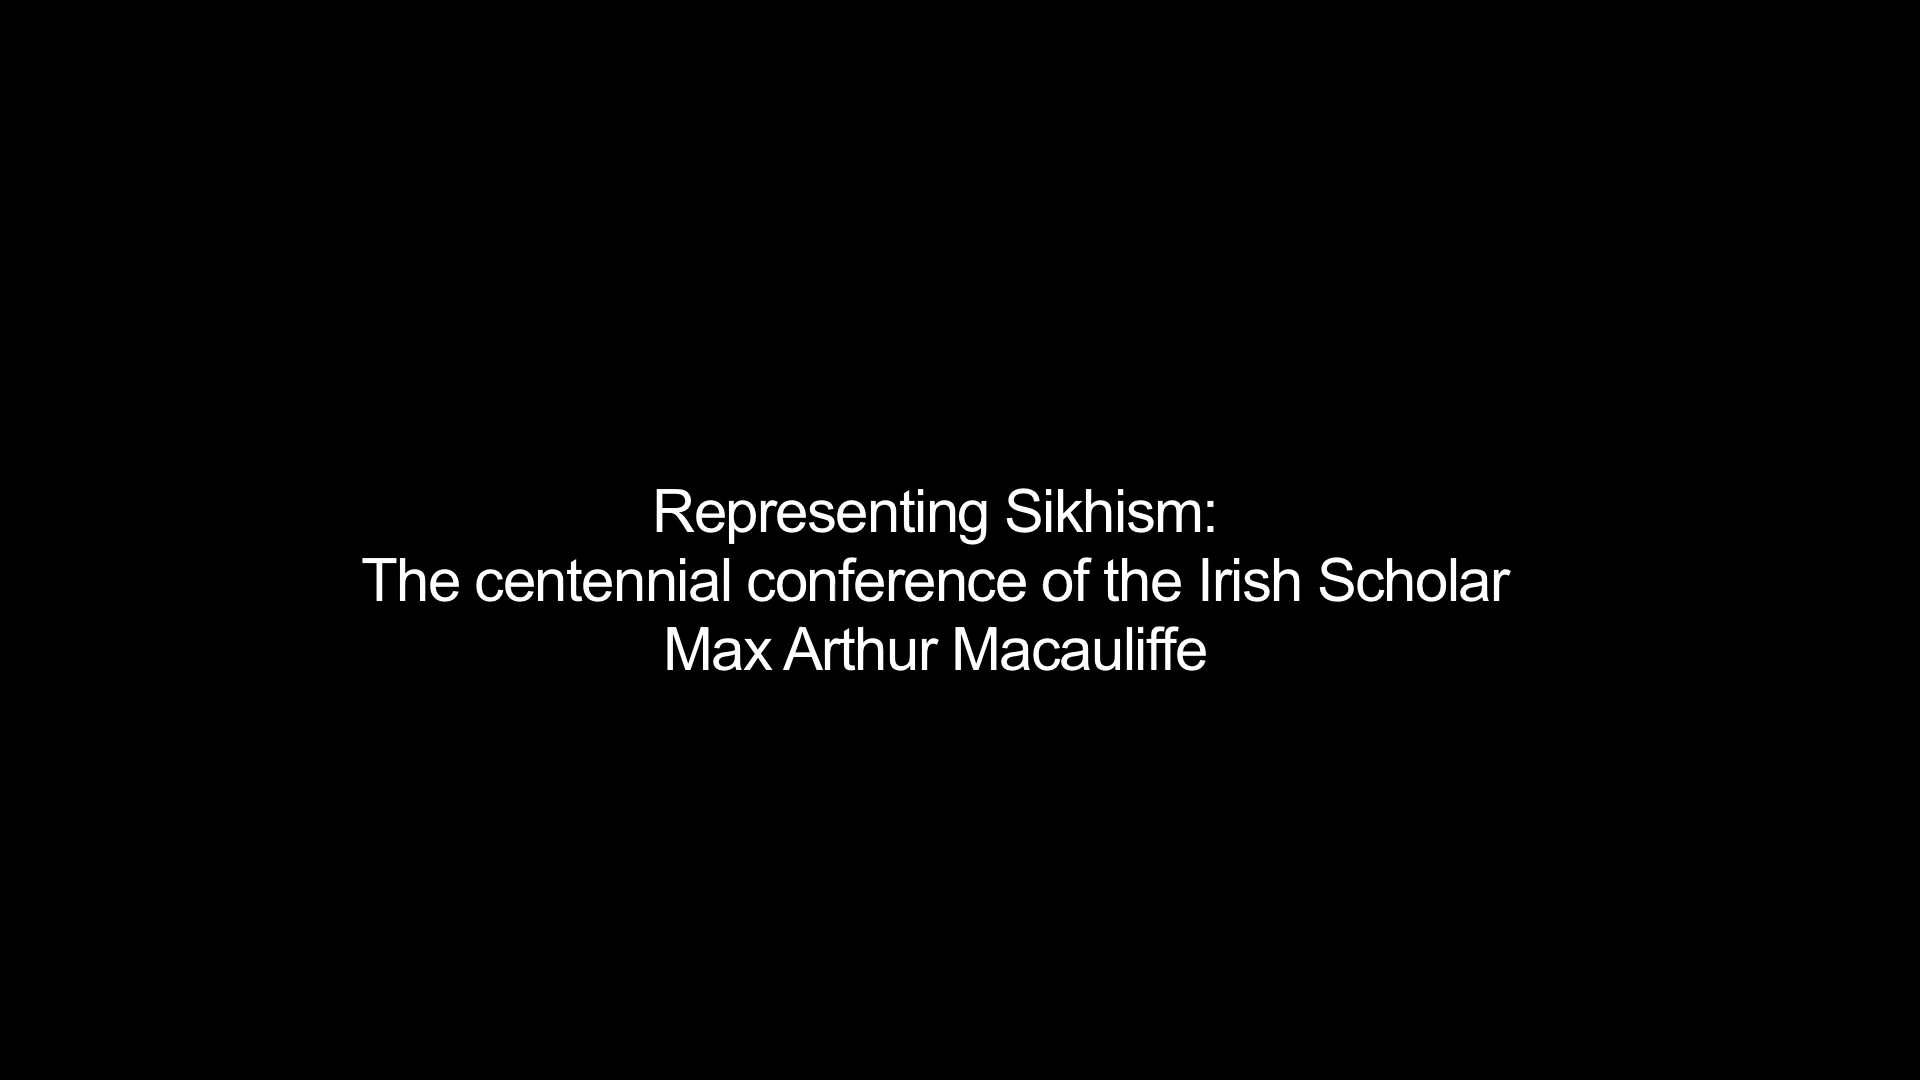 Representing Sikhism:
The centennial conference of the Irish Scholar
Max Arthur Macauliffe